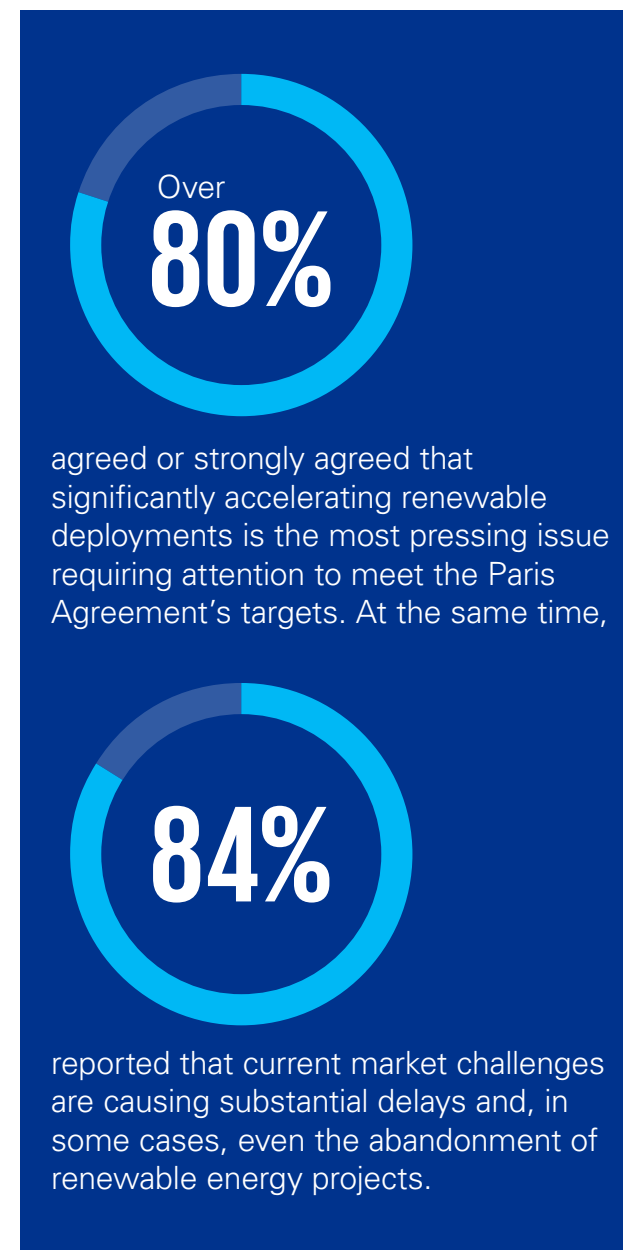 Over
80%
agreed or strongly agreed that
significantly accelerating renewable
deployments is the most pressing issue
requiring attention to meet the Paris
Agreement’s targets. At the same time,
84%
reported that current market challenges
are causing substantial delays and, in
some cases, even the abandonment of
renewable energy projects.